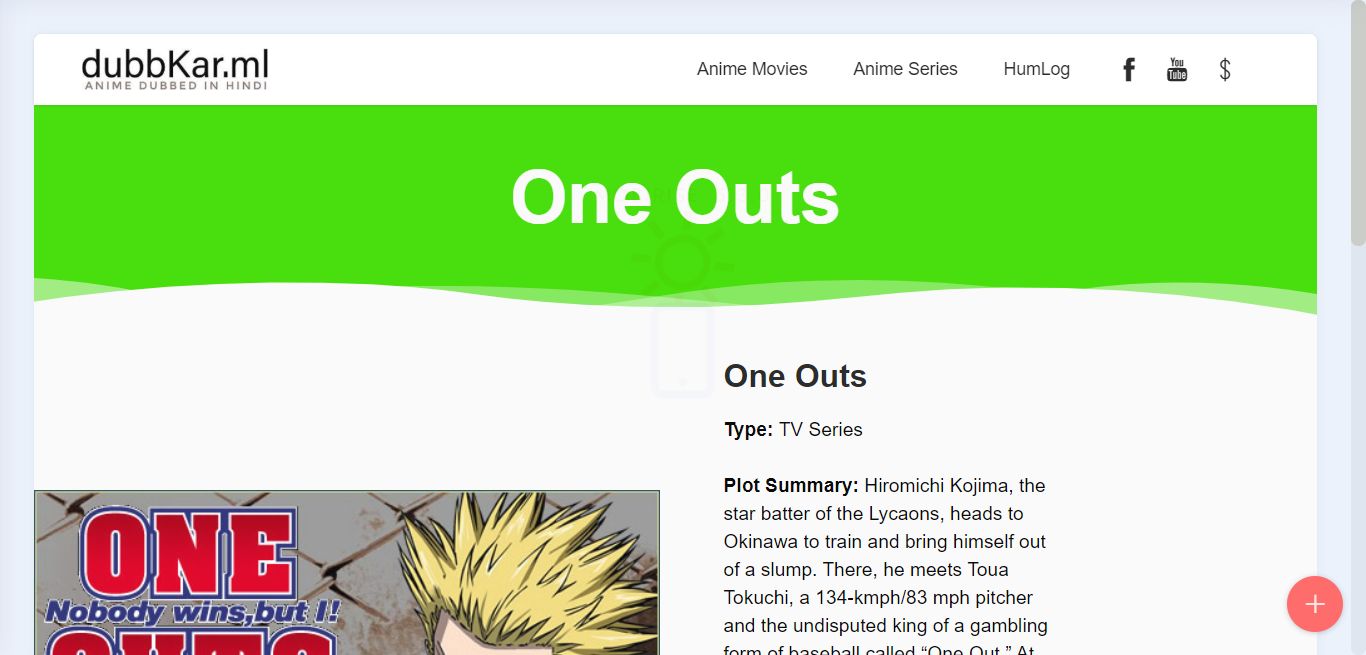 dubbKar.ml
ANIME DUBBED IN HINDI
Anime Movies
Anime Series
HumLog
f
You
Tube
$
One Outs
One Outs
Type: TV Series
Plot Summary: Hiromichi Kojima, the
star batter of the Lycaons, heads to
Okinawa to train and bring himself out
of a slump. There, he meets Toua
Tokuchi, a 134-kmph/83 mph pitcher
and the undisputed king of a gambling
form of baseball called “One Out.” At
ONE
Nobody wins,but I!
OUTS
+